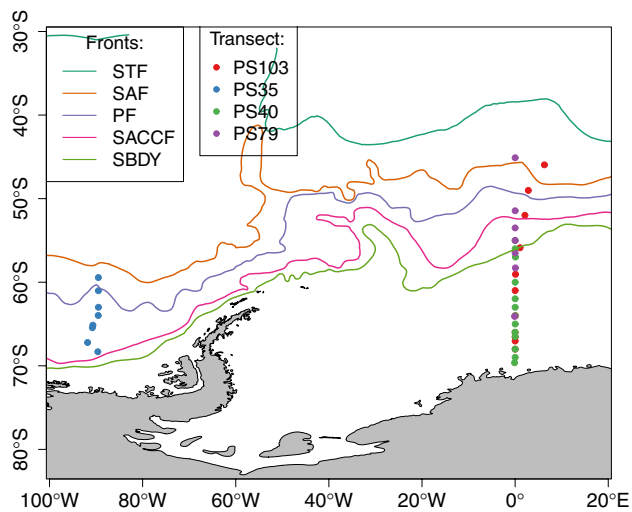 30°S
40°S
50°S
60°S
70°S
80°S
Fronts:
STF
SAF
PF
SACCF
SBDY
Transect:
PS103
PS35
PS40
PS79
100°W
80°W
60°W
40°W
20°W
0°
20°E